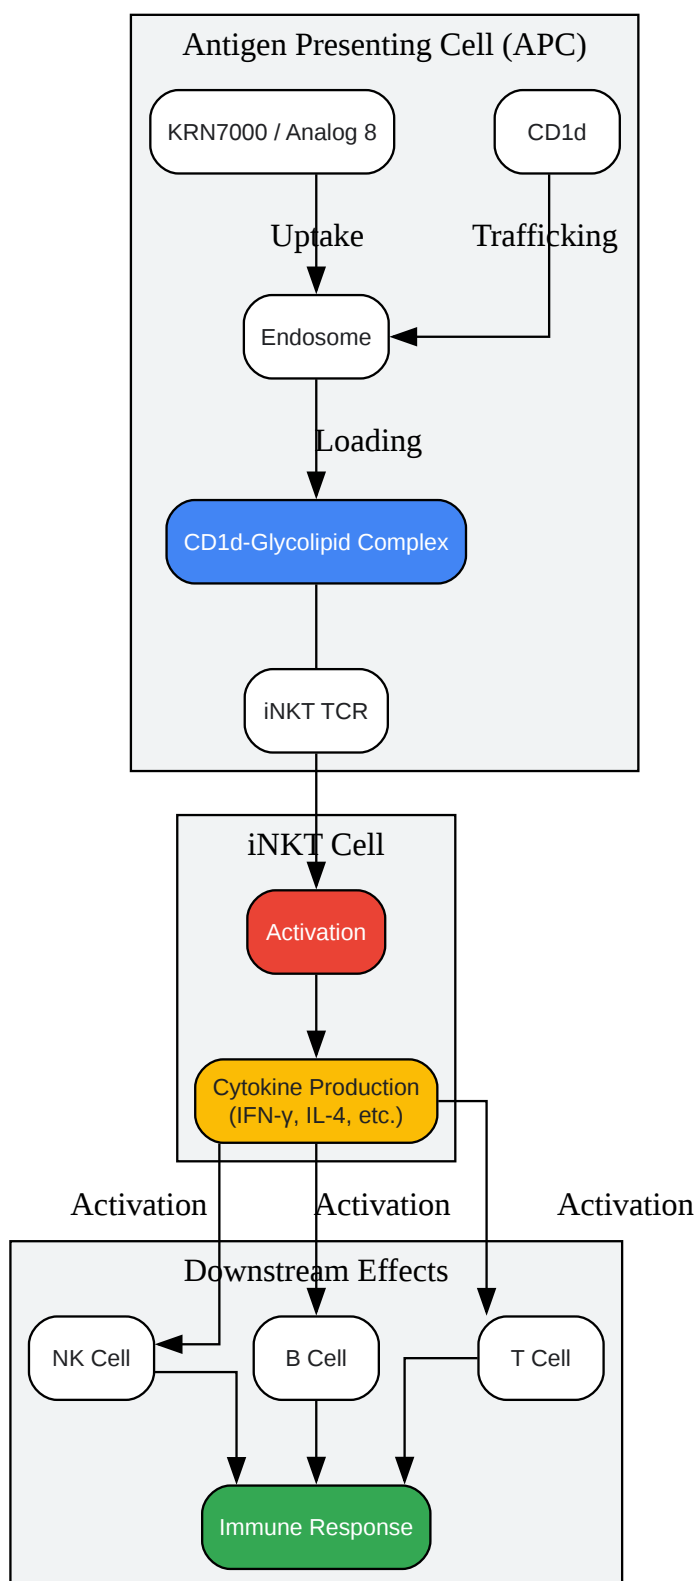 Antigen Presenting Cell (APC)
KRN7000 / Analog 8
CD1d
Uptake
Trafficking
Endosome
Loading
CD1d-Glycolipid Complex
iNKT TCR
iNKT Cell
Activation
Cytokine Production
(IFN-γ, IL-4, etc.)
Activation
Activation
Activation
Downstream Effects
NK Cell
B Cell
T Cell
Immune Response